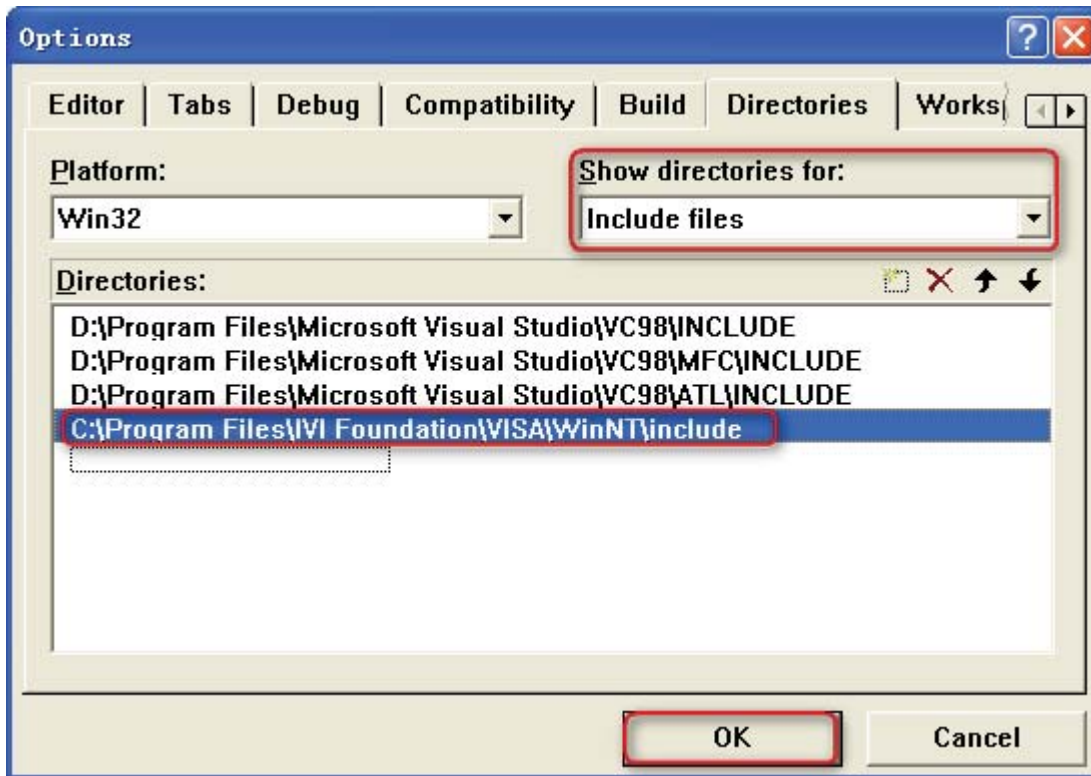 Options
Editor Tabs Debug Compatibility Build Directories Works
Platform: Show directories for:
Win32 Include files
Directories:
D:\Program Files\Microsoft Visual Studio\VC98\INCLUDE
D:\Program Files\Microsoft Visual Studio\VC98\MFC\INCLUDE
D:\Program Files\Microsoft Visual Studio\VC98\ATL\INCLUDE
C:\Program Files\IVI Foundation\VISA\WinNT\include
OK Cancel